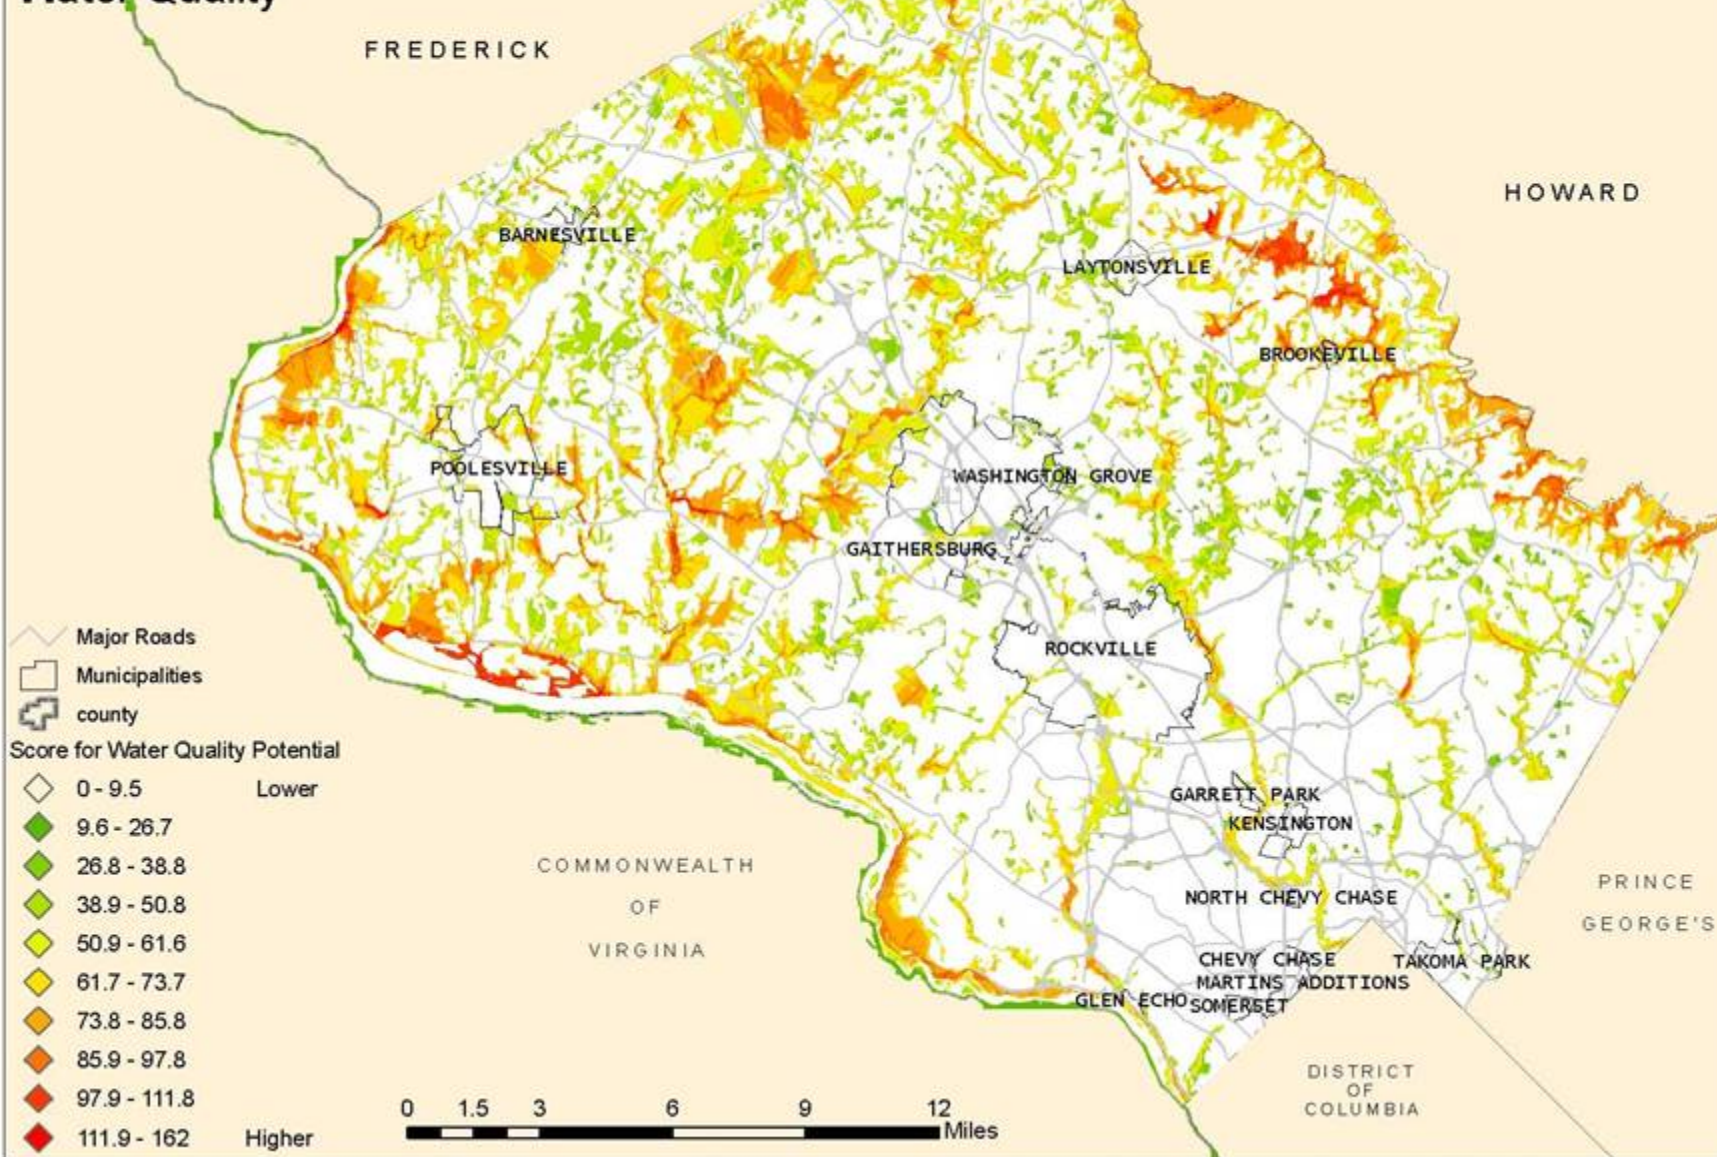 Water Quality
FREDERICK
HOWARD
BARNESVILLE
LAYTONSVILLE
BROOKEVILLE
POOLESVILLE
WASHINGTON GROVE
GAITHERSBURG
ROCKVILLE
GARRETT PARK
KENSINGTON
NORTH CHEVY CHASE
CHEVY CHASE
TAKOMA PARK
MARTINS ADDITIONS
GLEN ECHO
SOMERSET
COMMONWEALTH
OF
VIRGINIA
PRINCE
GEORGE'S
DISTRICT
OF
COLUMBIA
Major Roads
Municipalities
county
Score for Water Quality Potential
0 - 9.5 Lower
9.6 - 26.7
26.8 - 38.8
38.9 - 50.8
50.9 - 61.6
61.7 - 73.7
73.8 - 85.8
85.9 - 97.8
97.9 - 111.8
111.9 - 162 Higher
0 1.5 3 6 9 12
Miles